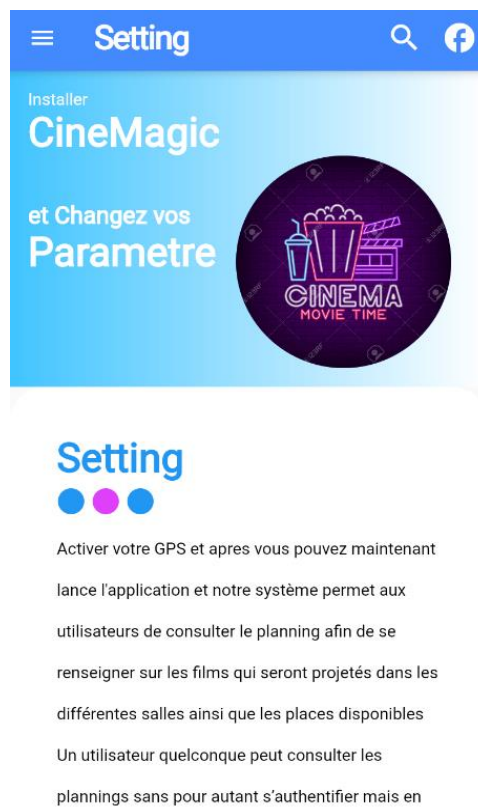 Setting
Installer
CineMagic
et Changez vos
Parametre
CINEMA
MOVIE TIME
Setting
Activer votre GPS et apres vous pouvez maintenant
lance l'application et notre système permet aux
utilisateurs de consulter le planning afin de se
renseigner sur les films qui seront projetés dans les
différentes salles ainsi que les places disponibles
Un utilisateur quelconque peut consulter les
plannings sans pour autant s’authentifier mais en